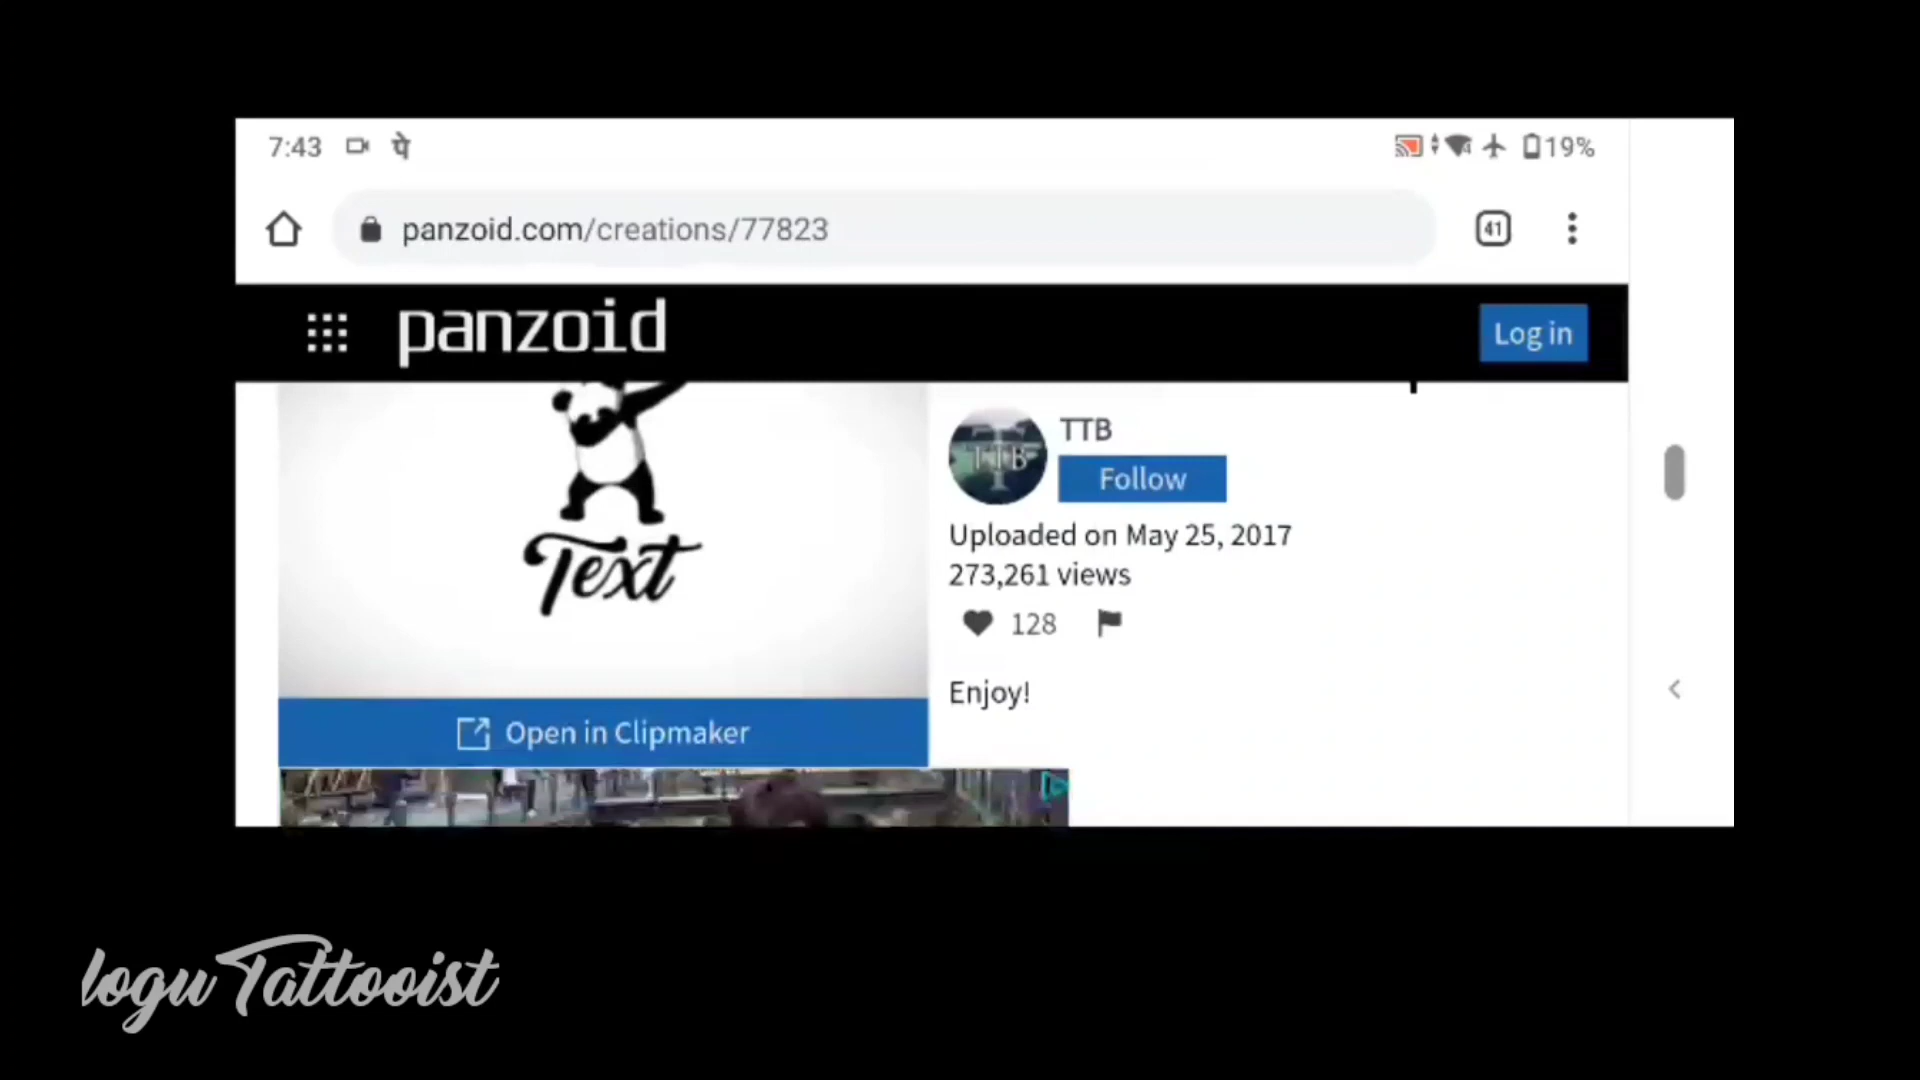 7:43 पे 19%
panzoid.com/creations/77823 41
panzoid Log in
TTB
TTB
Follow
Uploaded on May 25, 2017
273,261 views
128
Text
Enjoy!
Open in Clipmaker
logu Tattooist